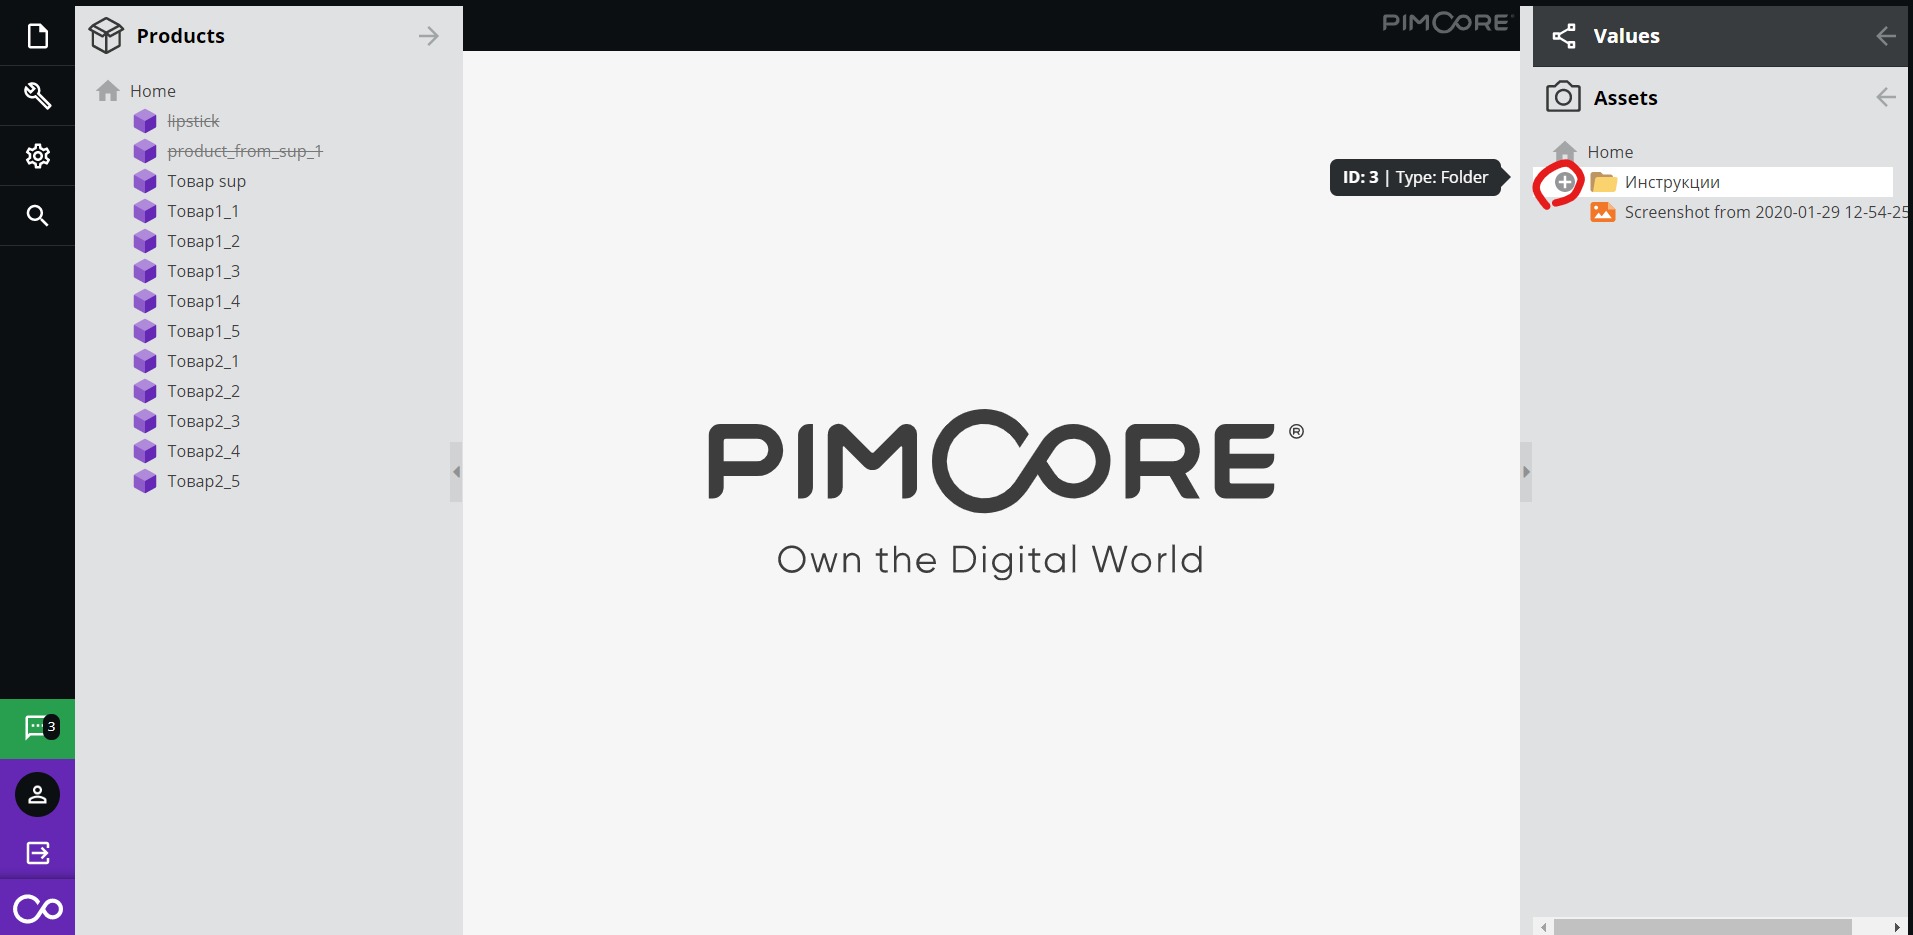 Products
Home
lipstick
product_from_sup_1
Товар sup
Товар1_1
Товар1_2
Товар1_3
Товар1_4
Товар1_5
Товар2_1
Товар2_2
Товар2_3
Товар2_4
Товар2_5
3
PIMCORE
PIMCORE®
Own the Digital World
ID: 3 | Type: Folder
Values
Assets
Home
Инструкции
Screenshot from 2020-01-29 12-54-25